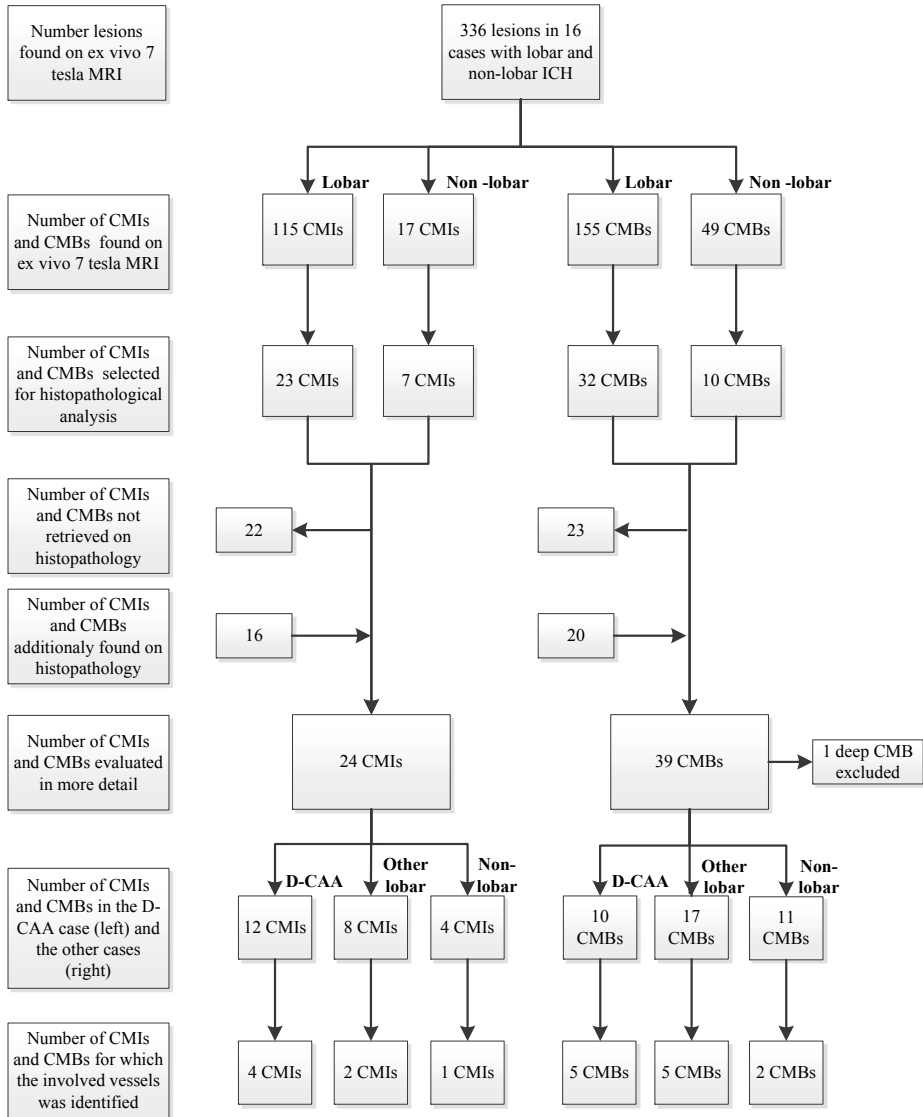 Number lesions
found on ex vivo 7
tesla MRI
336 lesions in 16
cases with lobar and
non-lobar ICH
Lobar
Non -lobar
Lobar
Non -lobar
Number of CMIs
and CMBs found on
ex vivo 7 tesla MRI
115 CMIs
17 CMIs
155 CMBs
49 CMBs
Number of CMIs
and CMBs selected
for histopathological
analysis
23 CMIs
7 CMIs
32 CMBs
10 CMBs
Number of CMIs
and CMBs not
retrieved on
histopathology
22
23
Number of CMIs
and CMBs
additionaly found on
histopathology
16
20
Number of CMIs
and CMBs evaluated
in more detail
24 CMIs
39 CMBs
1 deep CMB
excluded
D-CAA
Other
lobar
Non-
lobar
D-CAA
Other
lobar
Non-
lobar
Number of CMIs
and CMBs in the D-
CAA case (left) and
the other cases
(right)
12 CMIs
8 CMIs
4 CMIs
10
CMBs
17
CMBs
11
CMBs
Number of CMIs
and CMBs for which
the involved vessels
was identified
4 CMIs
2 CMIs
1 CMIs
5 CMBs
5 CMBs
2 CMBs